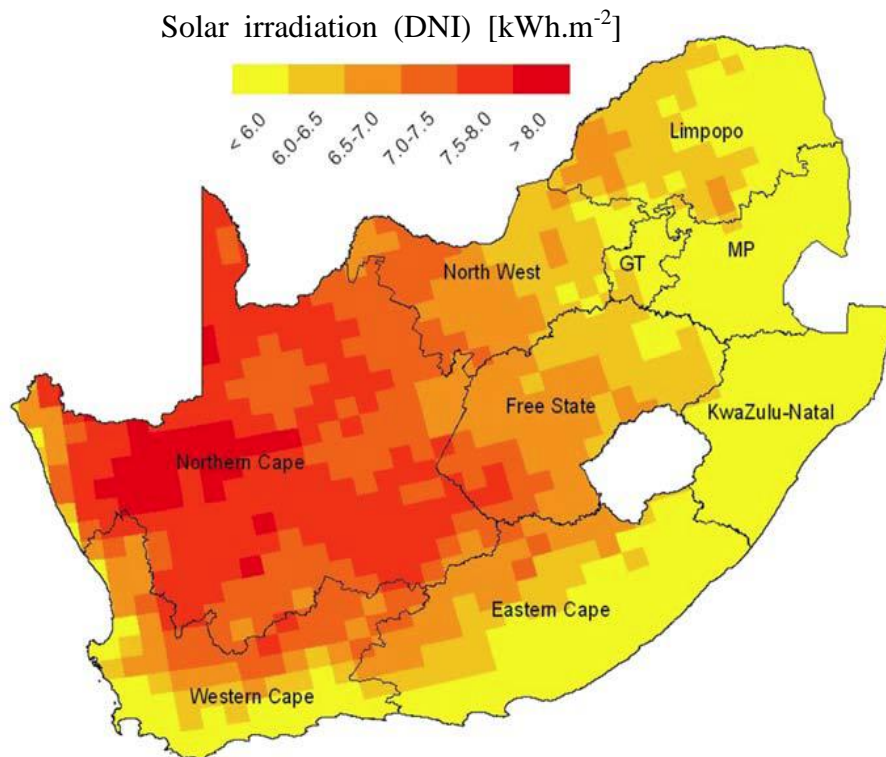 Solar irradiation (DNI) [kWh.m-2]
< 6.0
6.0-6.5
6.5-7.0
7.0-7.5
7.5-8.0
> 8.0
Limpopo
North West
GT
MP
Free State
KwaZulu-Natal
Northern Cape
Eastern Cape
Western Cape